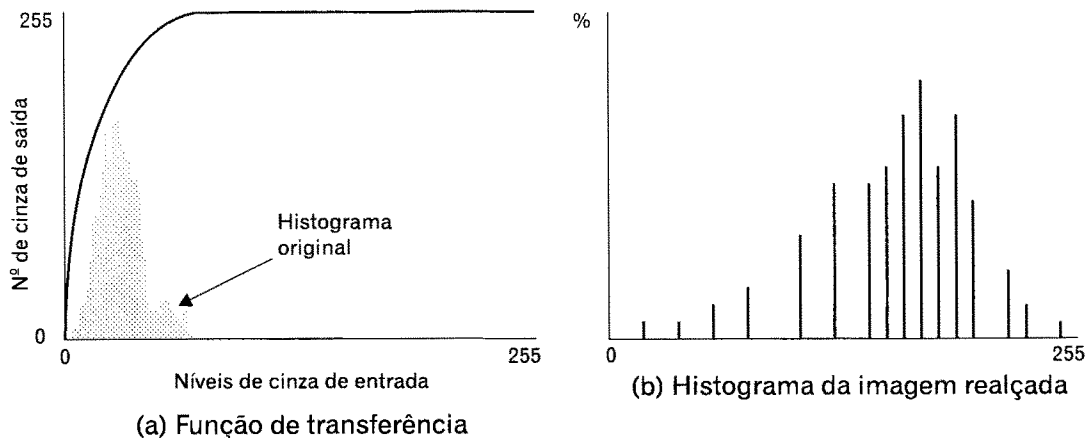 255
Nº de cinza de saída
Histograma
original
0
0
255
Níveis de cinza de entrada
(a) Função de transferência
%
0
255
(b) Histograma da imagem realçada